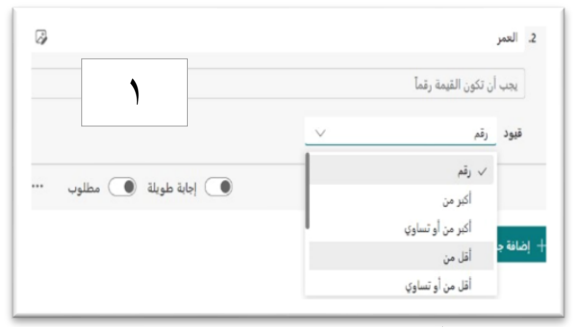 2. العمر
١
يجب أن تكون القيمة رقماً
قيود رقم
رقم
أكبر من
أكبر من أو تساوي
أقل من
أقل من أو تساوي
إجابة طويلة مطلوب
+ إضافة